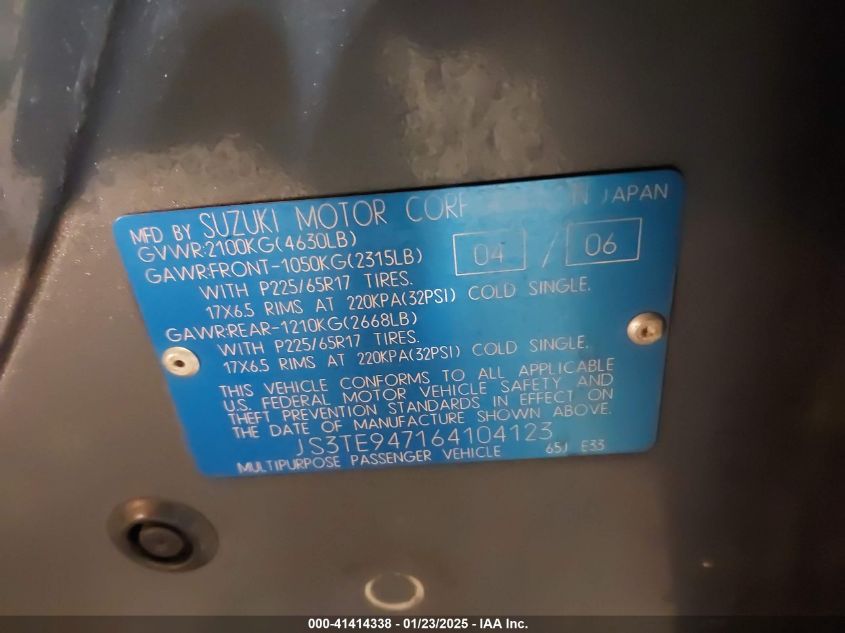 MFD BY SUZUKI MOTOR CORP IN JAPAN
GVWR:2100KG(4630LB)
04 / 06
GAWR:FRONT-1050KG(2315LB)
WITH P225/65R17 TIRES.
17X6.5 RIMS AT 220KPA(32PSI) COLD SINGLE.
GAWR:REAR-1210KG(2668LB)
WITH P225/65R17 TIRES.
17X6.5 RIMS AT 220KPA(32PSI) COLD SINGLE.
THIS VEHICLE CONFORMS TO ALL APPLICABLE
U.S. FEDERAL MOTOR VEHICLE SAFETY AND
THEFT PREVENTION STANDARDS IN EFFECT ON
THE DATE OF MANUFACTURE SHOWN ABOVE.
JS3TE947164104123
MULTIPURPOSE PASSENGER VEHICLE 65J E33
000-41414338 - 01/23/2025 - IAA Inc.